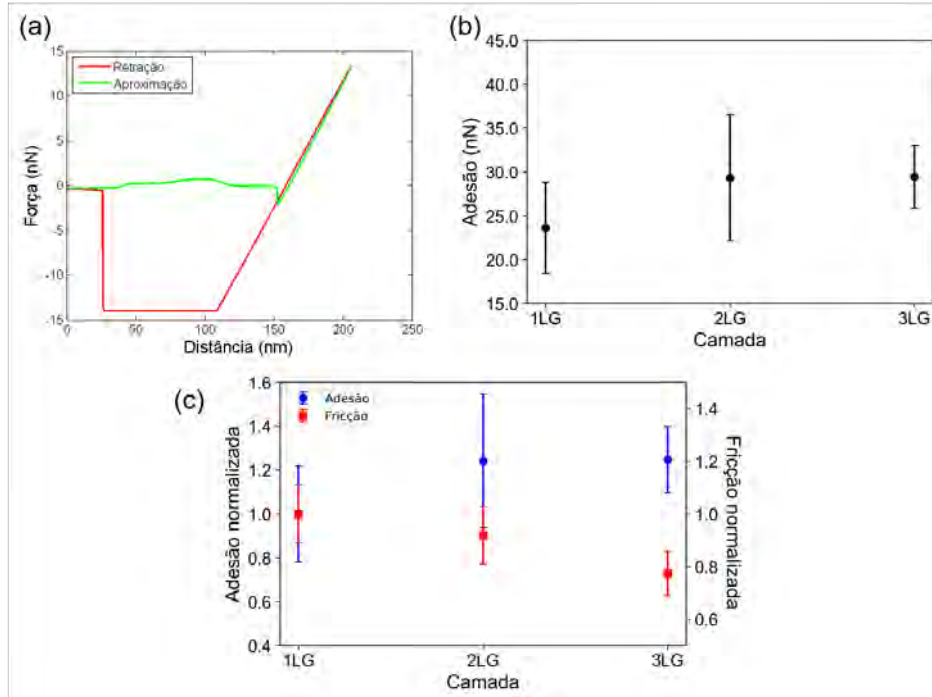 (a)
15
10
5
0
-5
-10
-15
Força (nN)
Retração
Aproximação
0
50
100
150
200
250
Distância (nm)
(b)
45.0
40.0
35.0
30.0
25.0
20.0
15.0
Adesão (nN)
1LG
2LG
3LG
Camada
(c)
1.6
1.4
1.2
1.0
0.8
0.6
0.4
Adesão normalizada
Adesão
Fricção
1.4
1.2
1.0
0.8
0.6
Fricção normalizada
1LG
2LG
3LG
Camada